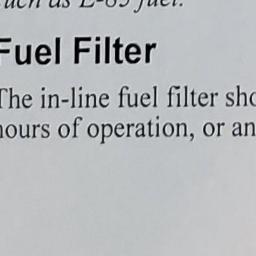 such as E-85 fuel.
Fuel Filter
The in-line fuel filter sho
hours of operation, or an